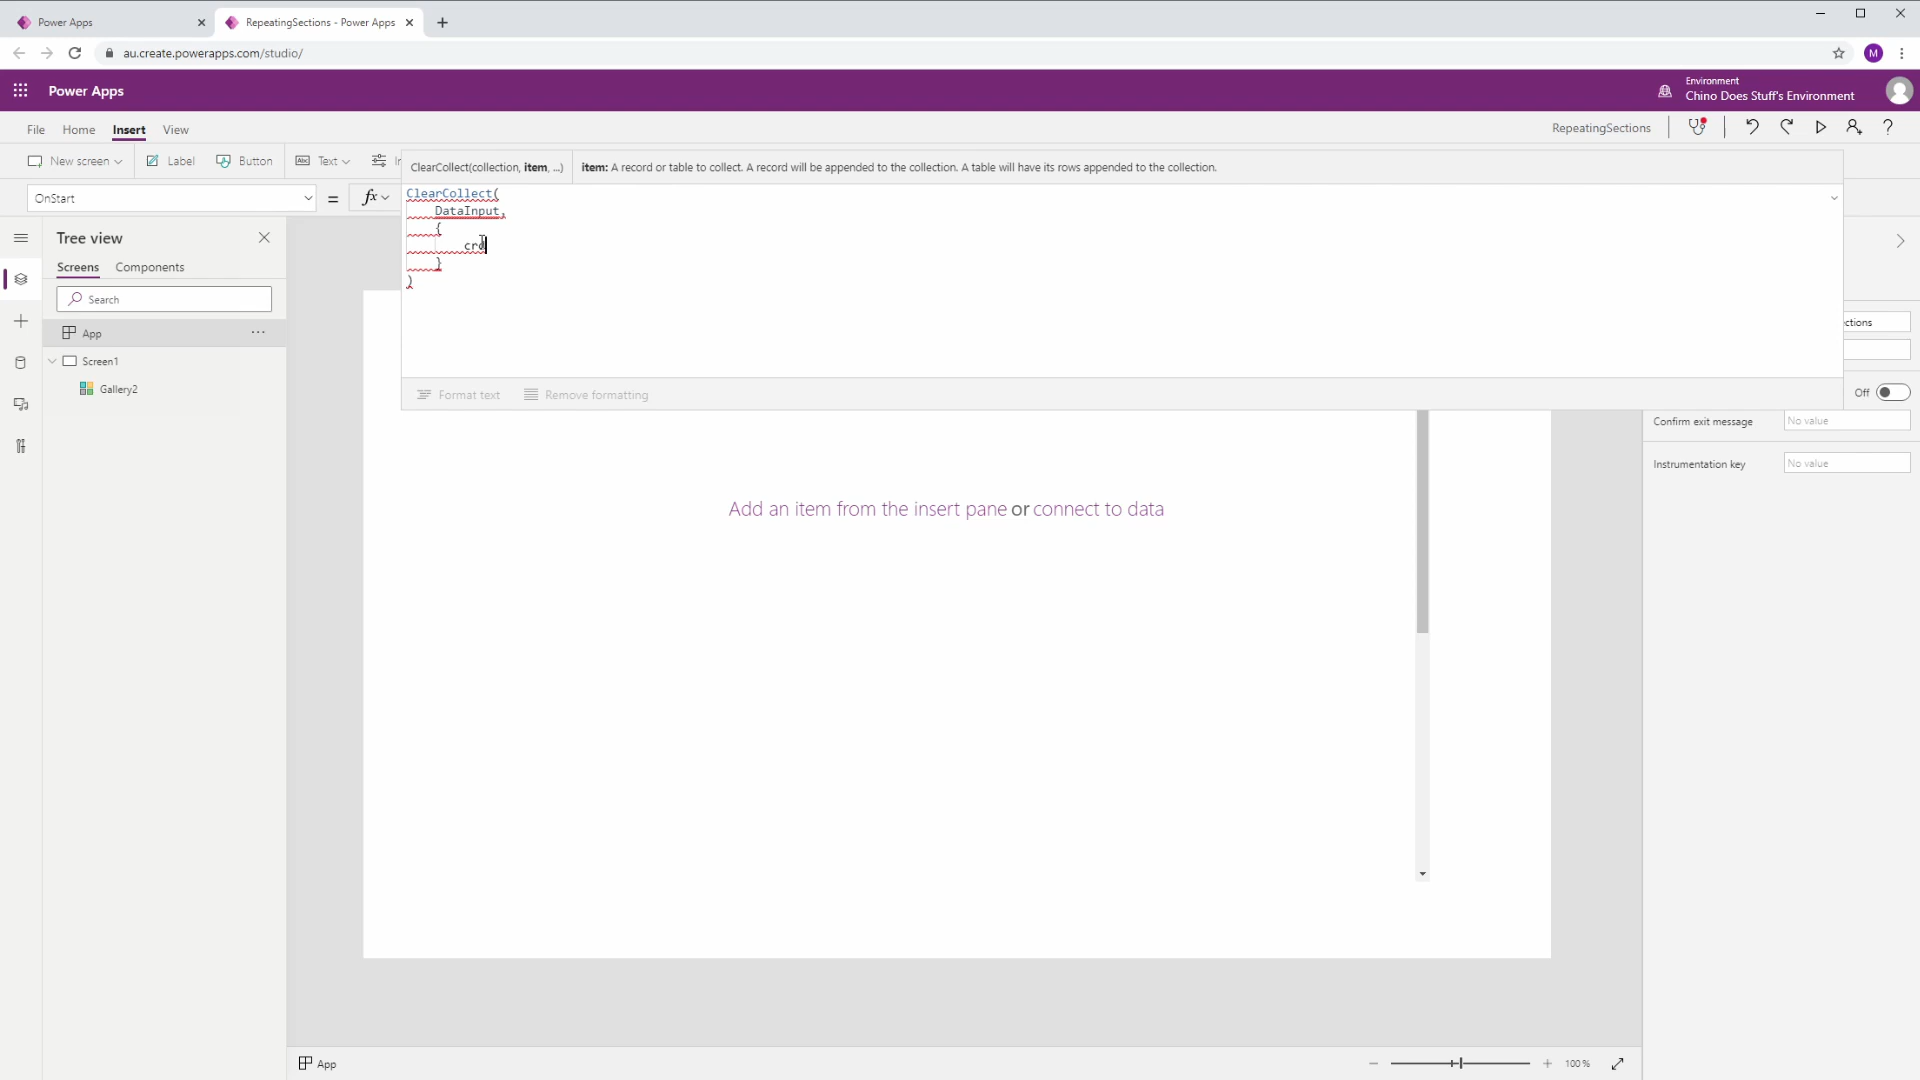 Power Apps
RepeatingSections - Power Apps
au.create.powerapps.com/studio/
M
Power Apps
Environment
Chino Does Stuff's Environment
File Home Insert View
RepeatingSections
?
New screen Label Button Text
ClearCollect(collection, item, ...) item: A record or table to collect. A record will be appended to the collection. A table will have its rows appended to the collection.
OnStart = fx
ClearCollect(
DataInput,
{
crd
}
)
Format text Remove formatting
Tree view
Screens Components
Search
App ...
Screen1
Gallery2
Add an item from the insert pane or connect to data
ctions
Off
Confirm exit message No value
Instrumentation key No value
App
100 %